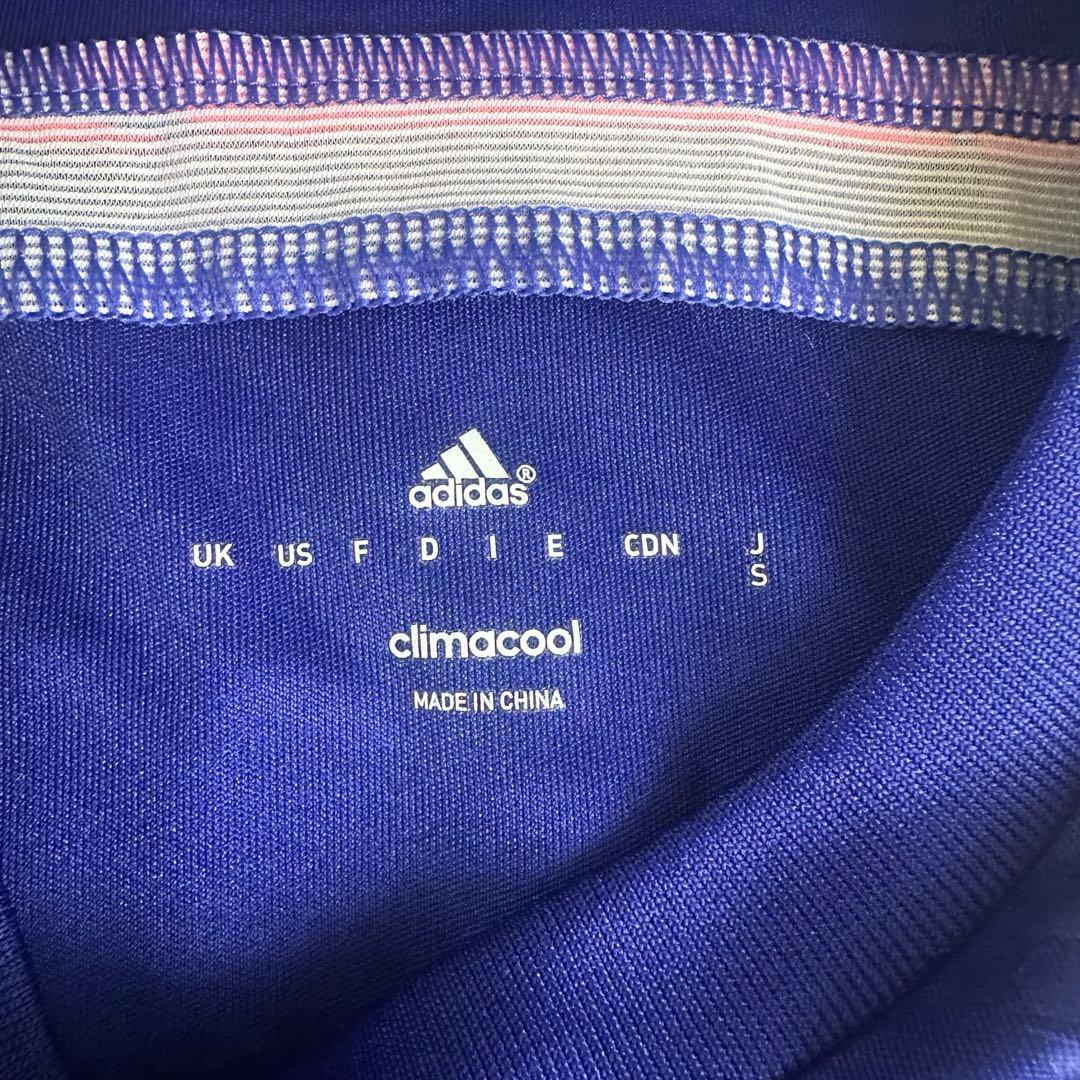 adidas®
UK US F D I E CDN J
S
climacool
MADE IN CHINA